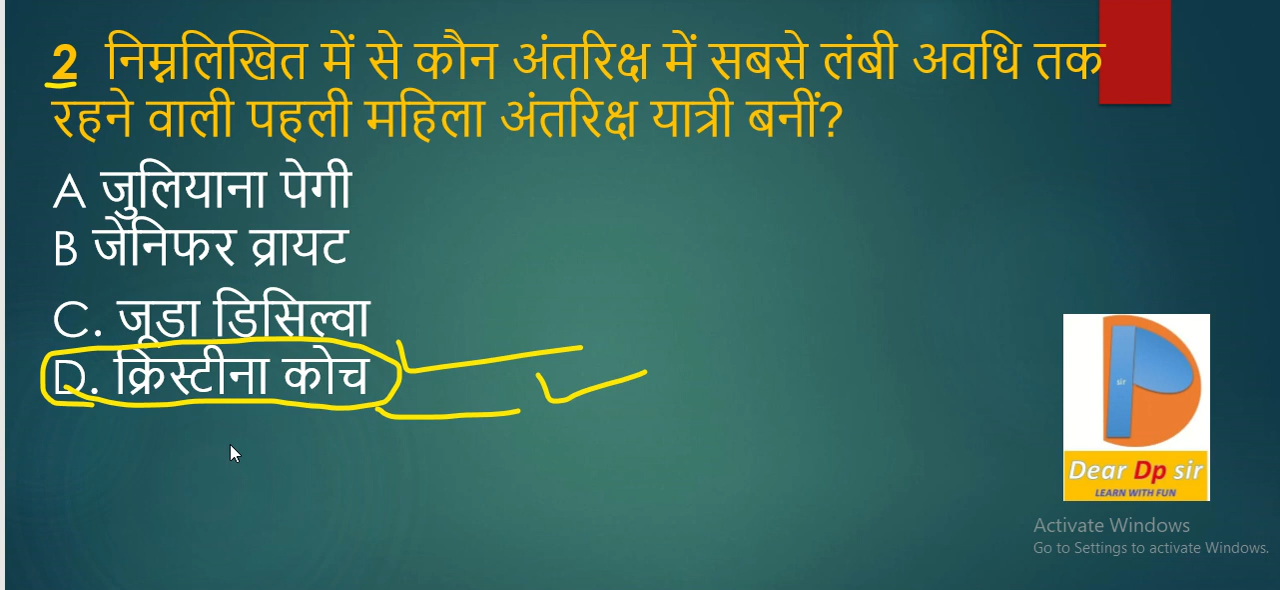 2 निम्नलिखित में से कौन अंतरिक्ष में सबसे लंबी अवधि तक
रहने वाली पहली महिला अंतरिक्ष यात्री बनीं?
A जुलियाना पेगी
B जेनिफर व्रायट
C. जूडा डिसिल्वा
D. क्रिस्टीना कोच
sir
Dear Dp sir
LEARN WITH FUN
Activate Windows
Go to Settings to activate Windows.